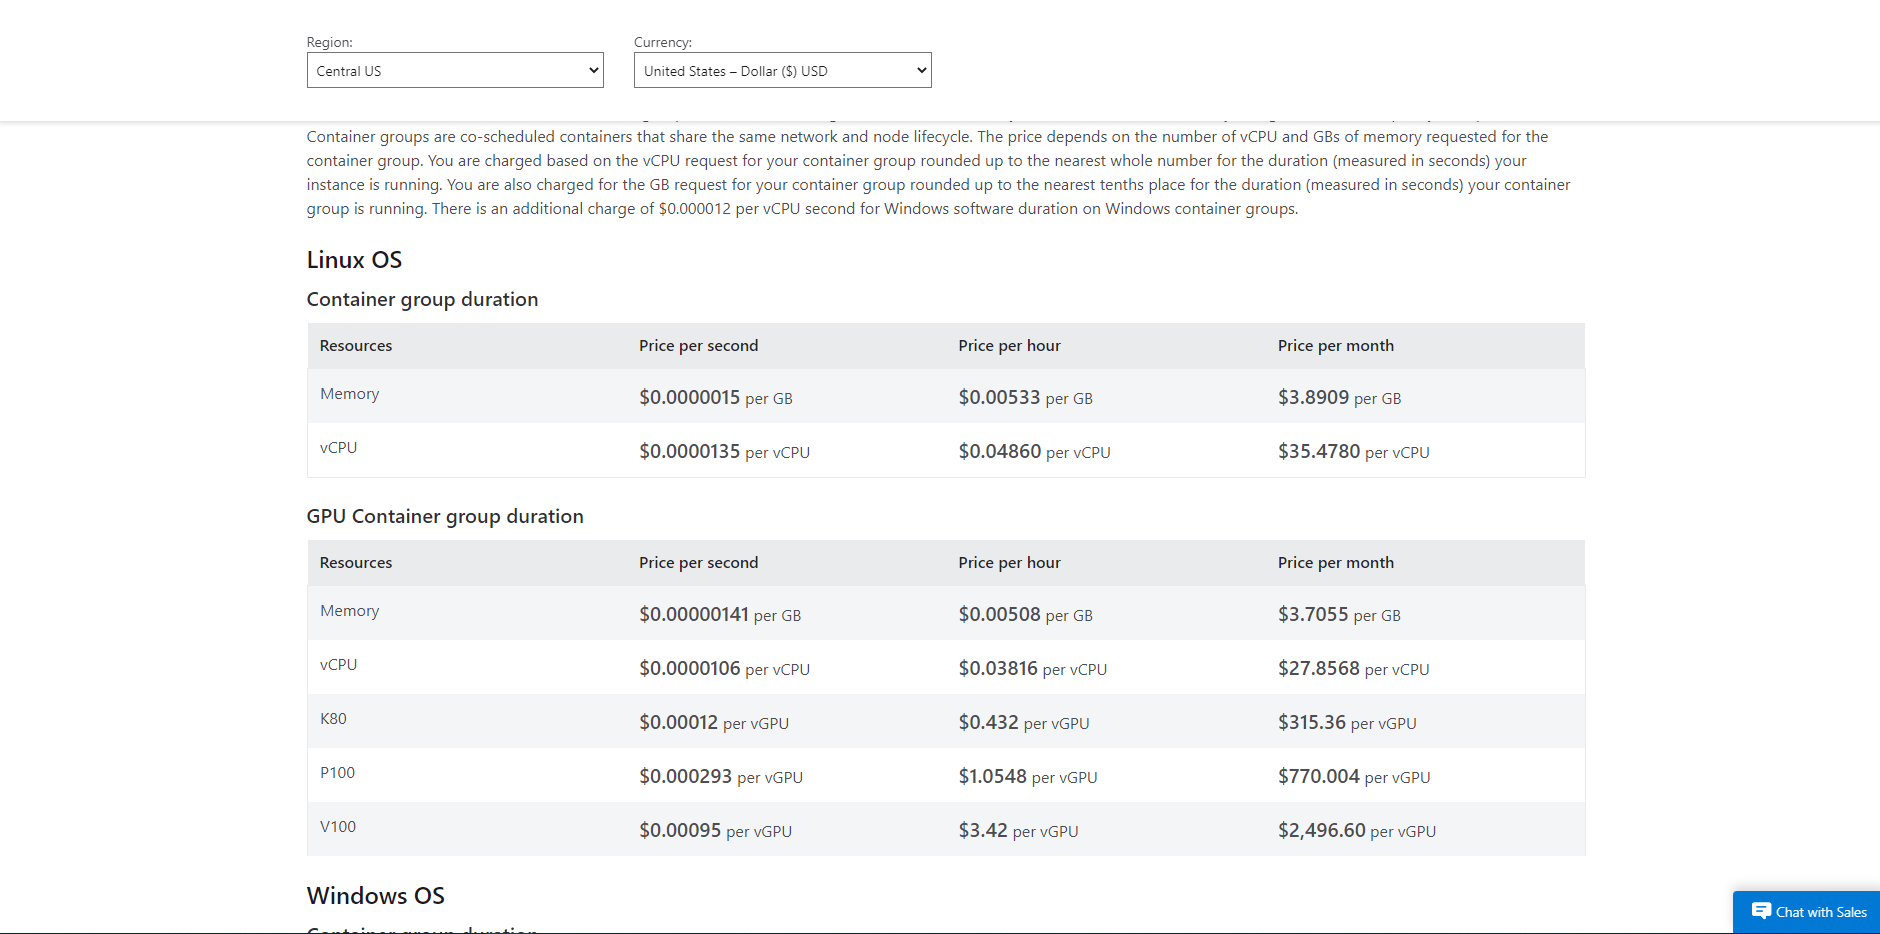 Region:
Currency:
Central US
United States – Dollar ($) USD
Container groups are co-scheduled containers that share the same network and node lifecycle. The price depends on the number of vCPU and GBs of memory requested for the
container group. You are charged based on the vCPU request for your container group rounded up to the nearest whole number for the duration (measured in seconds) your
instance is running. You are also charged for the GB request for your container group rounded up to the nearest tenths place for the duration (measured in seconds) your container
group is running. There is an additional charge of $0.000012 per vCPU second for Windows software duration on Windows container groups.
Linux OS
Container group duration
Resources Price per second Price per hour Price per month
Memory $0.0000015 per GB $0.00533 per GB $3.8909 per GB
vCPU $0.0000135 per vCPU $0.04860 per vCPU $35.4780 per vCPU
GPU Container group duration
Resources Price per second Price per hour Price per month
Memory $0.00000141 per GB $0.00508 per GB $3.7055 per GB
vCPU $0.0000106 per vCPU $0.03816 per vCPU $27.8568 per vCPU
K80 $0.00012 per vGPU $0.432 per vGPU $315.36 per vGPU
P100 $0.000293 per vGPU $1.0548 per vGPU $770.004 per vGPU
V100 $0.00095 per vGPU $3.42 per vGPU $2,496.60 per vGPU
Windows OS
Container group duration
Chat with Sales